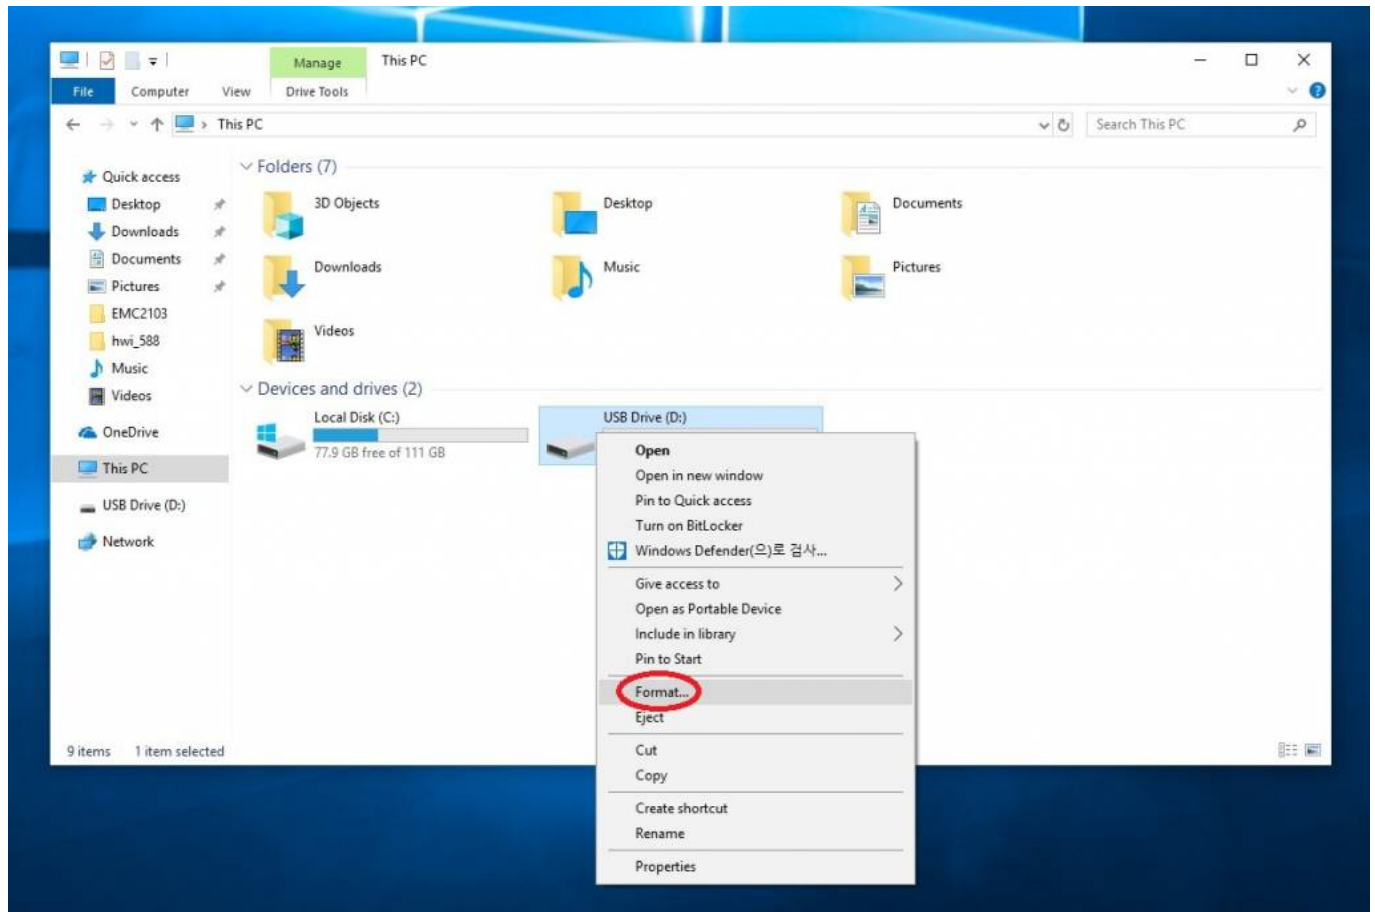 Manage This PC
File Computer View Drive Tools
This PC Search This PC
Quick access
Desktop
Downloads
Documents
Pictures
EMC2103
hwi_588
Music
Videos
OneDrive
This PC
USB Drive (D:)
Network
Folders (7)
3D Objects Desktop Documents
Downloads Music Pictures
Videos
Devices and drives (2)
Local Disk (C:)
77.9 GB free of 111 GB
USB Drive (D:)
Open
Open in new window
Pin to Quick access
Turn on BitLocker
Windows Defender(으)로 검사...
Give access to
Open as Portable Device
Include in library
Pin to Start
Format...
Eject
Cut
Copy
Create shortcut
Rename
Properties
9 items 1 item selected